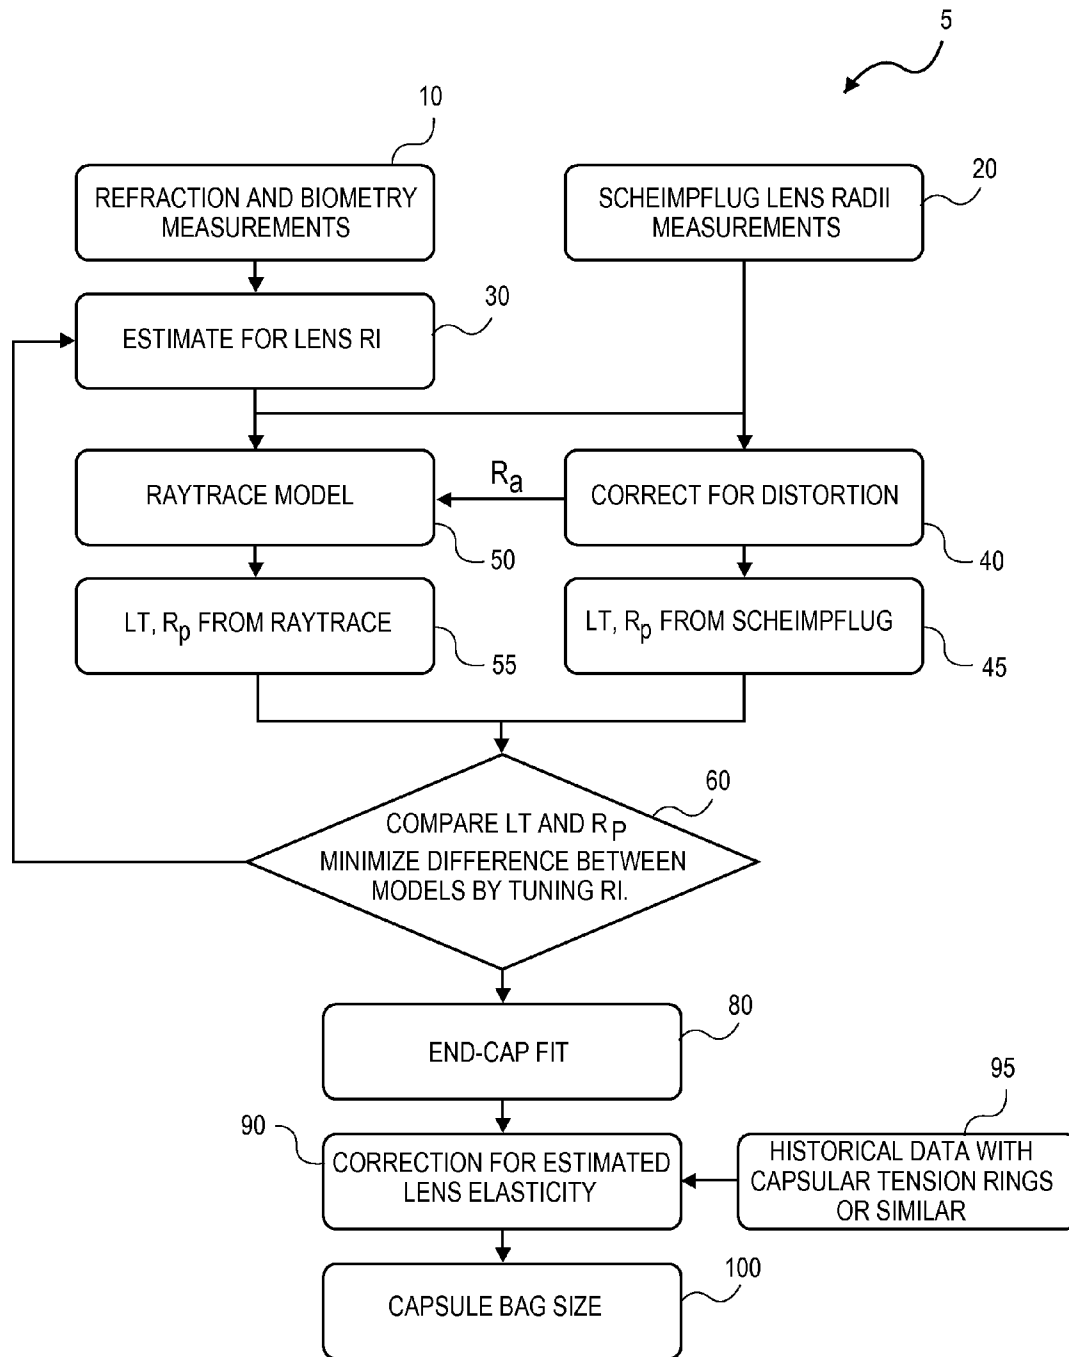 5
10
REFRACTION AND BIOMETRY
MEASUREMENTS
20
SCHEIMPFLUG LENS RADII
MEASUREMENTS
30
ESTIMATE FOR LENS RI
RAYTRACE MODEL
50
Ra
CORRECT FOR DISTORTION
40
LT, Rp FROM RAYTRACE
55
LT, Rp FROM SCHEIMPFLUG
45
60
COMPARE LT AND RP
MINIMIZE DIFFERENCE BETWEEN
MODELS BY TUNING RI.
80
END-CAP FIT
90
CORRECTION FOR ESTIMATED
LENS ELASTICITY
95
HISTORICAL DATA WITH
CAPSULAR TENSION RINGS
OR SIMILAR
100
CAPSULE BAG SIZE